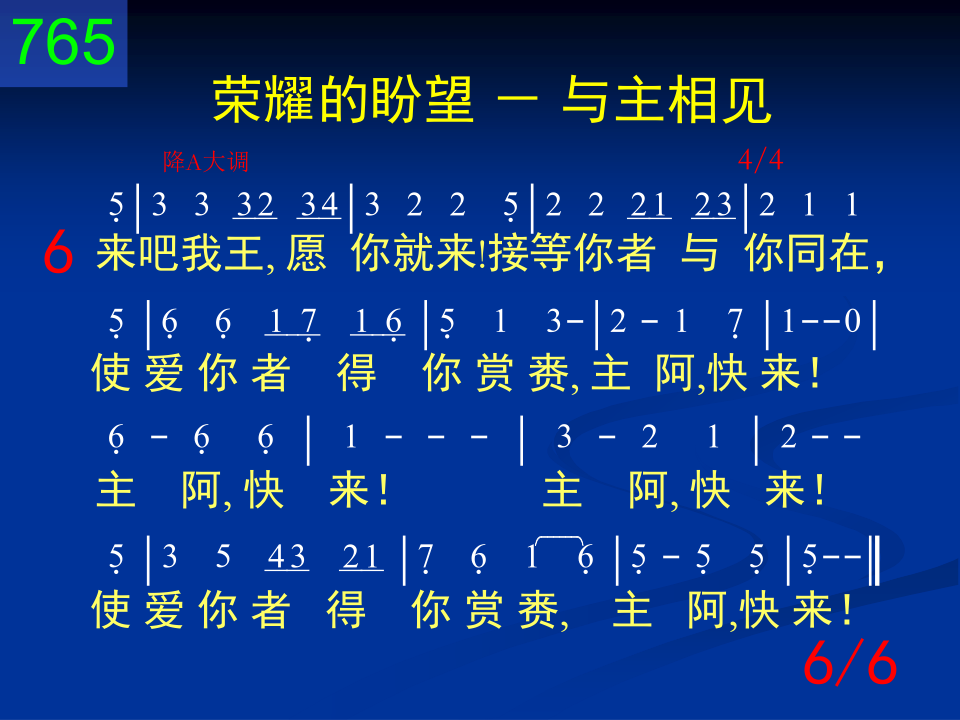 765
荣耀的盼望 － 与主相见
降A大调 4/4
5̣|3 3 32 34|3 2 2 5̣|2 2 21 23|2 1 1
6 来吧我王, 愿 你就来!接等你者 与 你同在，
5̣|6̣ 6̣ 17̣ 16̣|5̣ 1 3-|2 - 1 7̣|1--0|
使 爱 你 者 得 你 赏 赉, 主 阿,快 来！
6̣ - 6̣ 6̣ | 1 - - - | 3 - 2 1 | 2 - -
主 阿, 快 来！ 主 阿, 快 来！
5̣|3 5 43 21|7̣ 6̣ 1 6̣|5̣ - 5̣ 5̣|5̣--‖
使 爱 你 者 得 你 赏 赉, 主 阿,快 来！
6/6